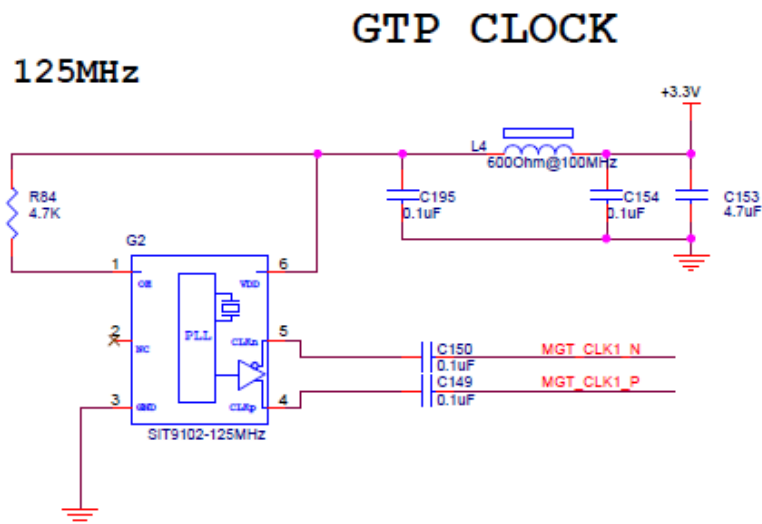 GTP CLOCK
125MHz
+3.3V
L4
600Ohm@100MHz
R84
4.7K
C195
0.1uF
C154
0.1uF
C153
4.7uF
G2
1
OE
VDD
6
2
NC
PLL
CLKn
5
C150
0.1uF
MGT_CLK1_N
3
GND
CLKp
4
C149
0.1uF
MGT_CLK1_P
SIT9102-125MHz